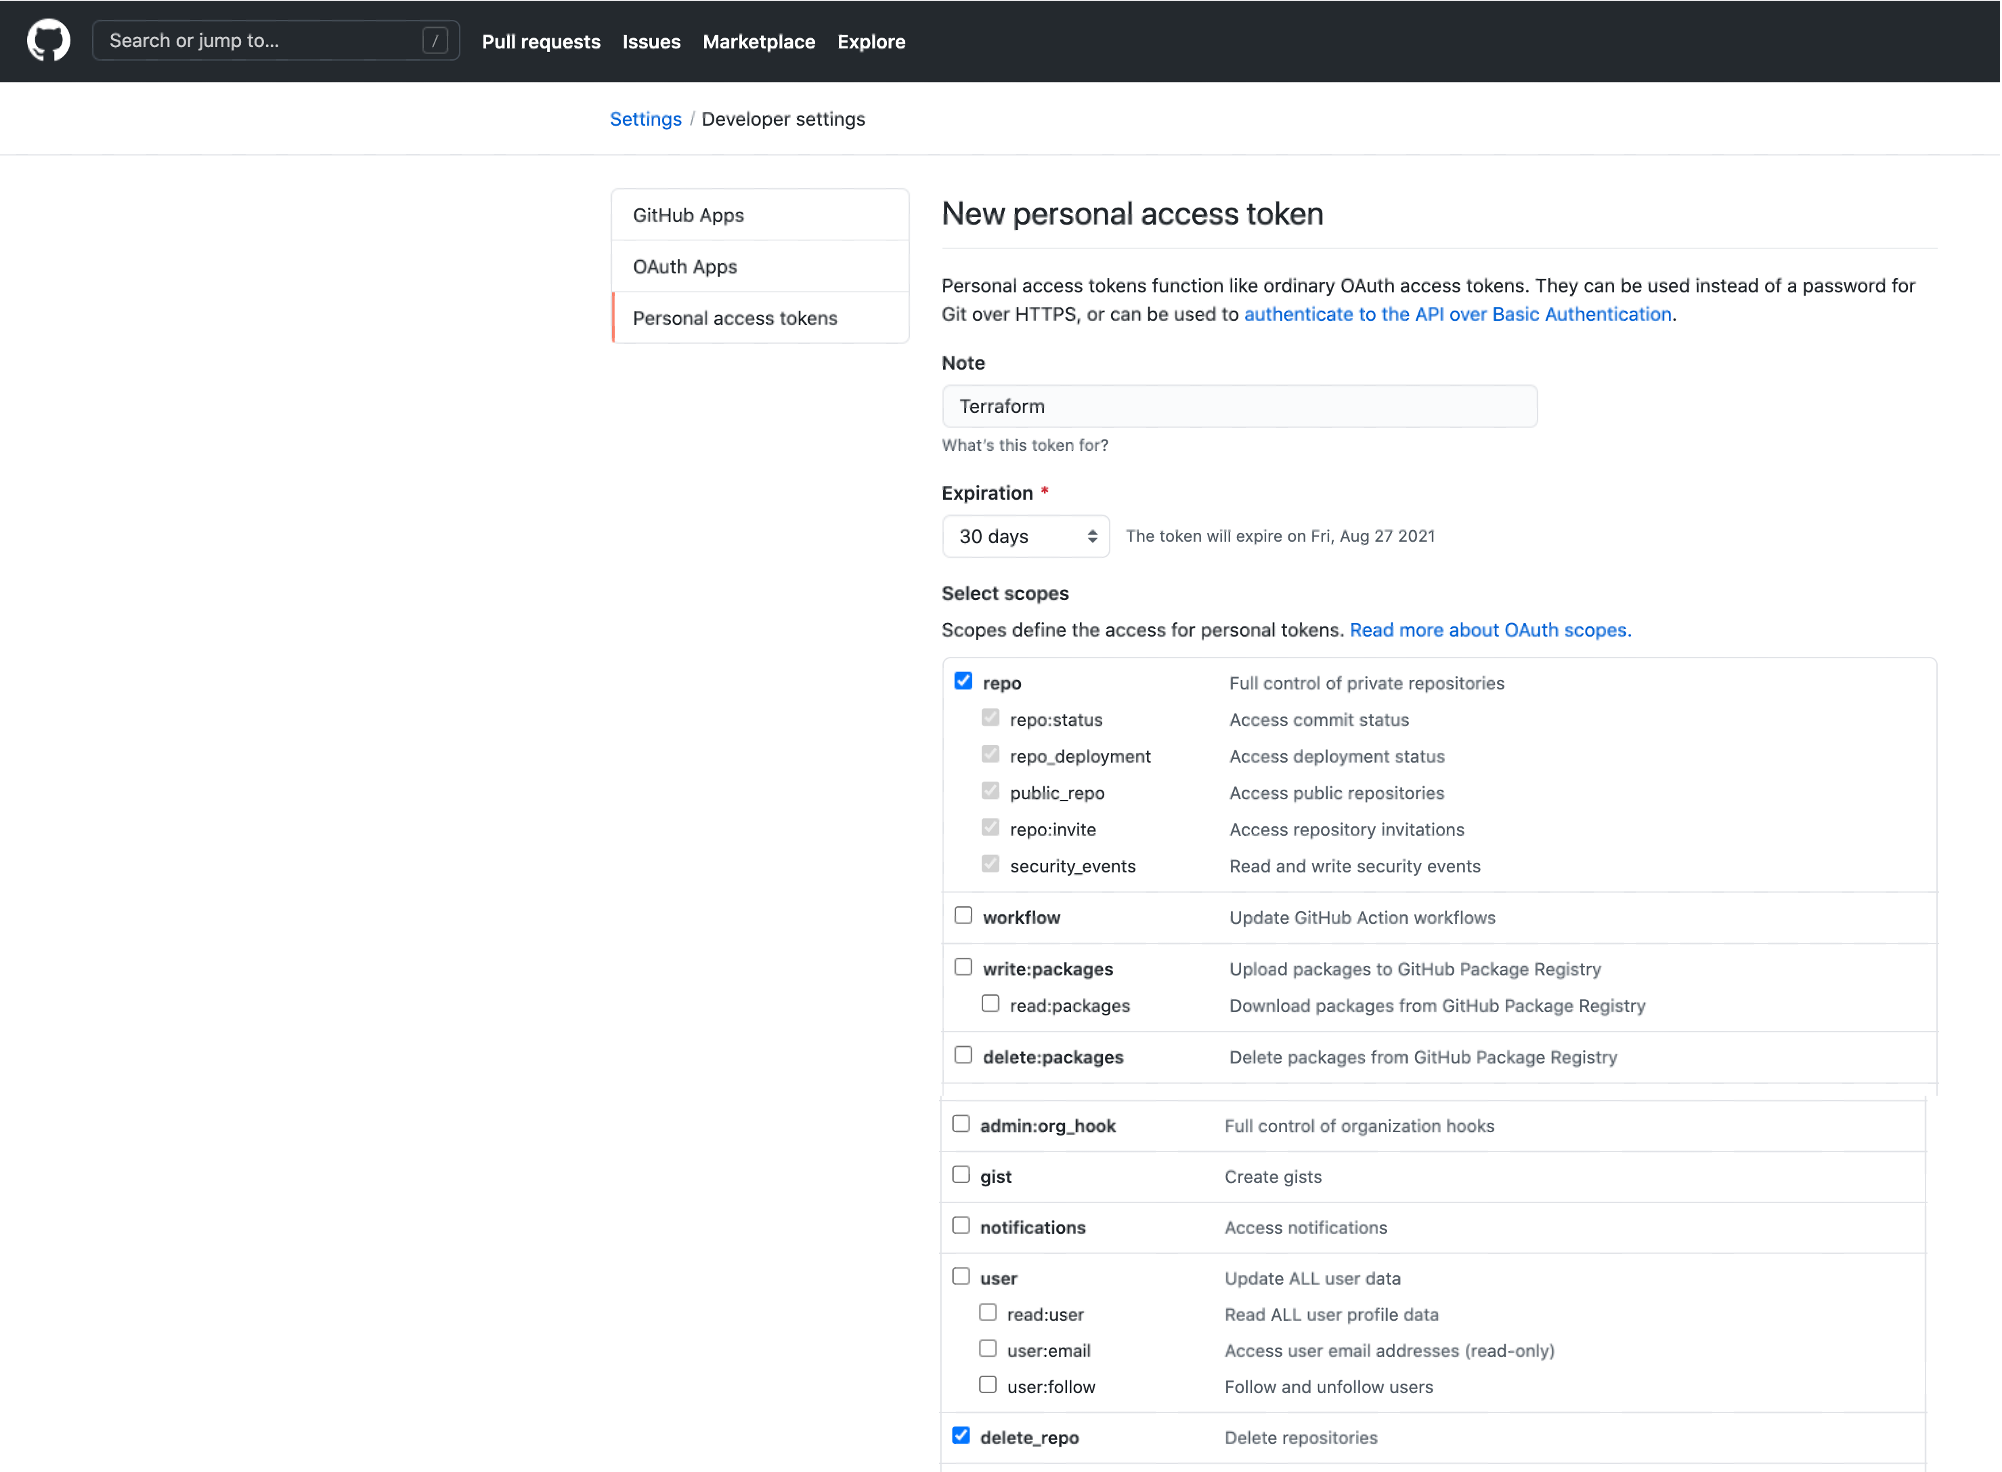 Search or jump to... /
Pull requests Issues Marketplace Explore
Settings / Developer settings
GitHub Apps
OAuth Apps
Personal access tokens
New personal access token
Personal access tokens function like ordinary OAuth access tokens. They can be used instead of a password for
Git over HTTPS, or can be used to authenticate to the API over Basic Authentication.
Note
Terraform
What's this token for?
Expiration *
30 days The token will expire on Fri, Aug 27 2021
Select scopes
Scopes define the access for personal tokens. Read more about OAuth scopes.
repo Full control of private repositories
repo:status Access commit status
repo_deployment Access deployment status
public_repo Access public repositories
repo:invite Access repository invitations
security_events Read and write security events
workflow Update GitHub Action workflows
write:packages Upload packages to GitHub Package Registry
read:packages Download packages from GitHub Package Registry
delete:packages Delete packages from GitHub Package Registry
admin:org_hook Full control of organization hooks
gist Create gists
notifications Access notifications
user Update ALL user data
read:user Read ALL user profile data
user:email Access user email addresses (read-only)
user:follow Follow and unfollow users
delete_repo Delete repositories